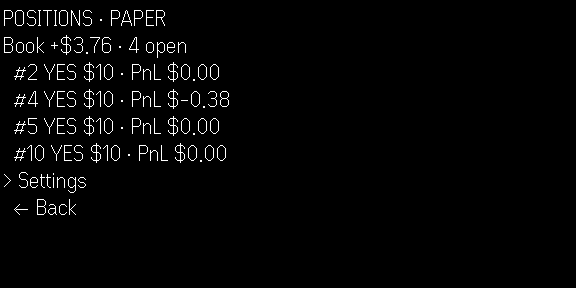 POSITIONS · PAPER
Book +$3.76 · 4 open
#2 YES $10 · PnL $0.00
#4 YES $10 · PnL $-0.38
#5 YES $10 · PnL $0.00
#10 YES $10 · PnL $0.00
> Settings
← Back